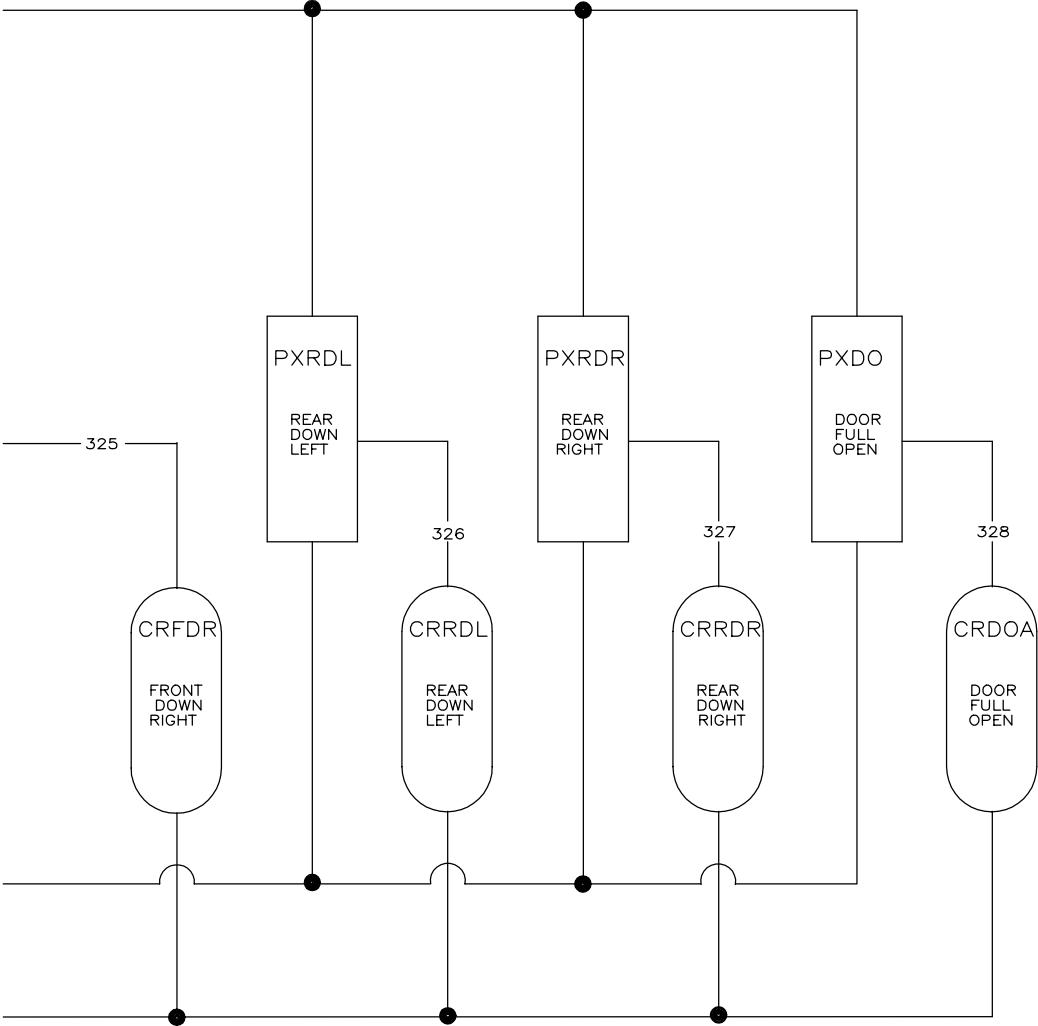 PXRDL
REAR
DOWN
LEFT
PXRDR
REAR
DOWN
RIGHT
PXDO
DOOR
FULL
OPEN
325
326
327
328
CRFDR
FRONT
DOWN
RIGHT
CRRDL
REAR
DOWN
LEFT
CRRDR
REAR
DOWN
RIGHT
CRDOA
DOOR
FULL
OPEN